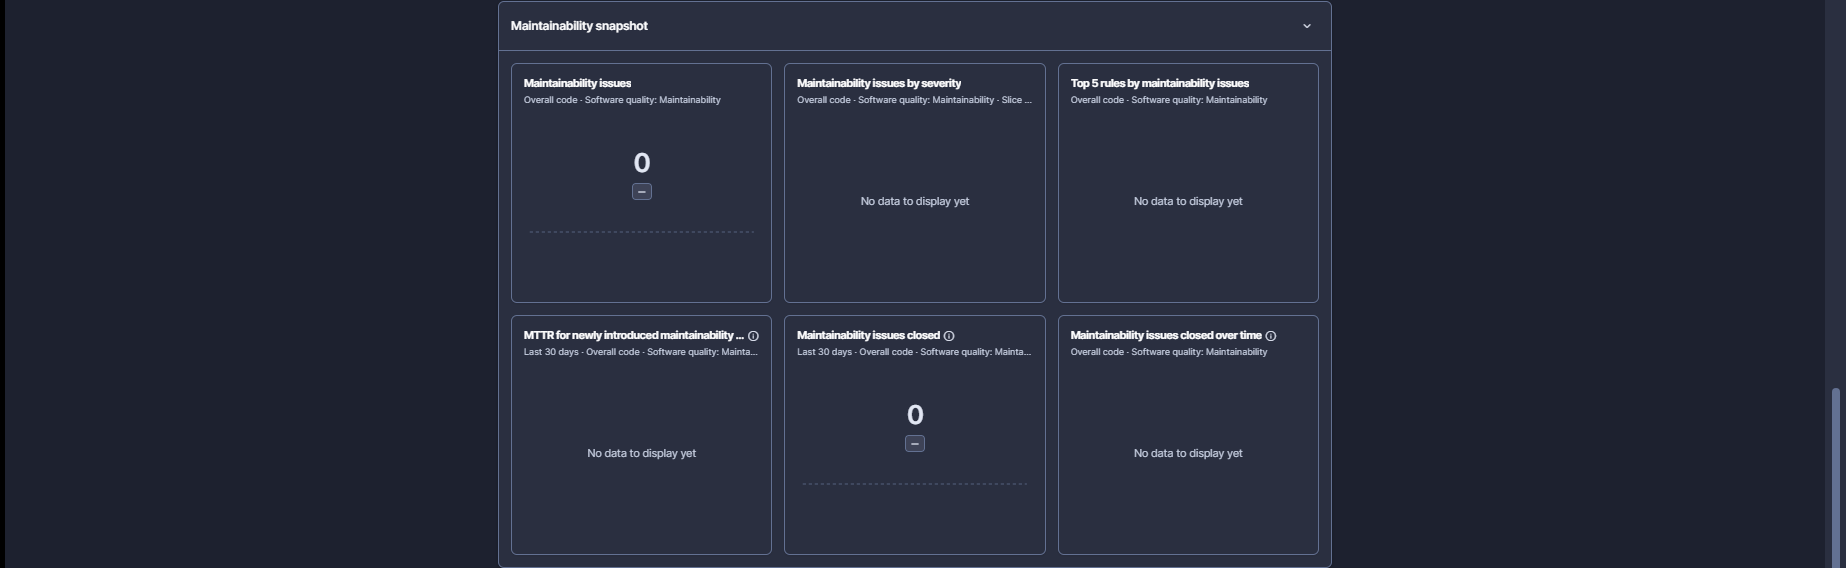 Maintainability snapshot
Maintainability issues
Overall code · Software quality: Maintainability
0
–
Maintainability issues by severity
Overall code · Software quality: Maintainability · Slice ...
No data to display yet
Top 5 rules by maintainability issues
Overall code · Software quality: Maintainability
No data to display yet
MTTR for newly introduced maintainability ...
Last 30 days · Overall code · Software quality: Mainta...
No data to display yet
Maintainability issues closed
Last 30 days · Overall code · Software quality: Mainta...
0
–
Maintainability issues closed over time
Overall code · Software quality: Maintainability
No data to display yet